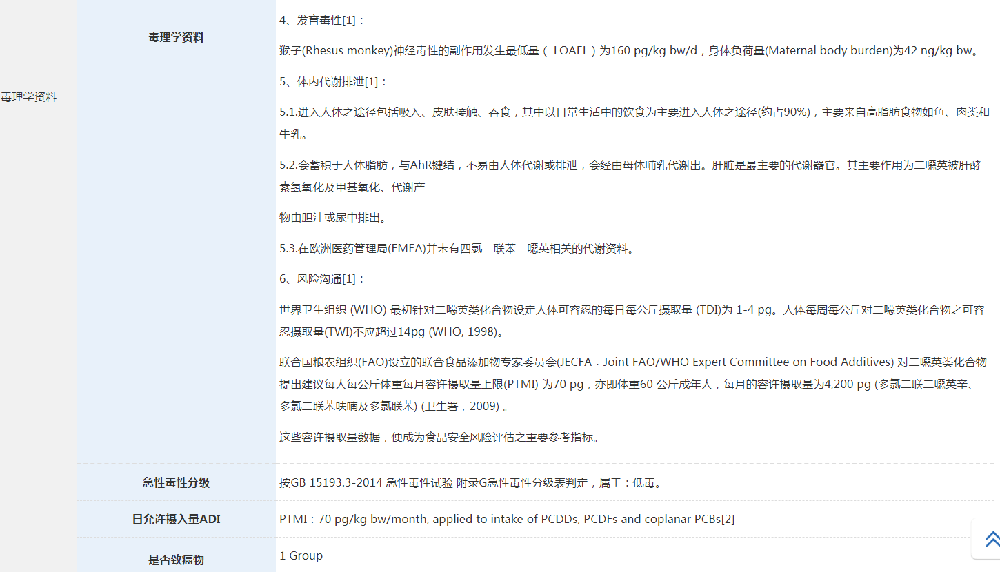 毒理学资料
毒理学资料
4、发育毒性[1]：
猴子(Rhesus monkey)神经毒性的副作用发生最低量（ LOAEL）为160 pg/kg bw/d，身体负荷量(Maternal body burden)为42 ng/kg bw。
5、体内代谢排泄[1]：
5.1.进入人体之途径包括吸入、皮肤接触、吞食，其中以日常生活中的饮食为主要进入人体之途径(约占90%)，主要来自高脂肪食物如鱼、肉类和
牛乳。
5.2.会蓄积于人体脂肪，与AhR键结，不易由人体代谢或排泄，会经由母体哺乳代谢出。肝脏是最主要的代谢器官。其主要作用为二噁英被肝酵
素氢氧化及甲基氧化、代谢产
物由胆汁或尿中排出。
5.3.在欧洲医药管理局(EMEA)并未有四氯二联苯二噁英相关的代谢资料。
6、风险沟通[1]：
世界卫生组织 (WHO) 最初针对二噁英类化合物设定人体可容忍的每日每公斤摄取量 (TDI)为 1-4 pg。人体每周每公斤对二噁英类化合物之可容
忍摄取量(TWI)不应超过14pg (WHO, 1998)。
联合国粮农组织(FAO)设立的联合食品添加物专家委员会(JECFA﹒Joint FAO/WHO Expert Committee on Food Additives) 对二噁英类化合物
提出建议每人每公斤体重每月容许摄取量上限(PTMI) 为70 pg，亦即体重60 公斤成年人，每月的容许摄取量为4,200 pg (多氯二联二噁英辛、
多氯二联苯呋喃及多氯联苯) (卫生署，2009) 。
这些容许摄取量数据，便成为食品安全风险评估之重要参考指标。
急性毒性分级
按GB 15193.3-2014 急性毒性试验 附录G急性毒性分级表判定，属于：低毒。
日允许摄入量ADI
PTMI：70 pg/kg bw/month, applied to intake of PCDDs, PCDFs and coplanar PCBs[2]
是否致癌物
1 Group